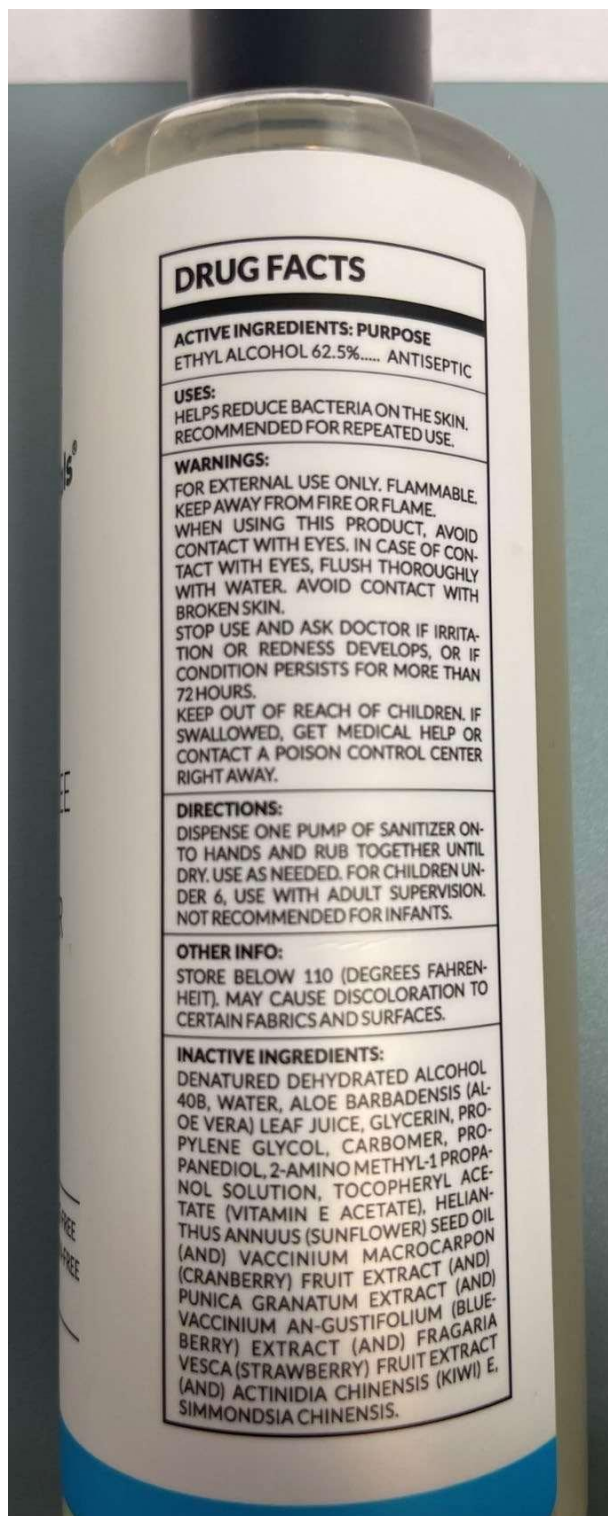 DRUG FACTS
ACTIVE INGREDIENTS: PURPOSE
ETHYL ALCOHOL 62.5%..... ANTISEPTIC
USES:
HELPS REDUCE BACTERIA ON THE SKIN.
RECOMMENDED FOR REPEATED USE.
WARNINGS:
FOR EXTERNAL USE ONLY. FLAMMABLE.
KEEP AWAY FROM FIRE OR FLAME.
WHEN USING THIS PRODUCT, AVOID
CONTACT WITH EYES. IN CASE OF CON-
TACT WITH EYES, FLUSH THOROUGHLY
WITH WATER. AVOID CONTACT WITH
BROKEN SKIN.
STOP USE AND ASK DOCTOR IF IRRITA-
TION OR REDNESS DEVELOPS, OR IF
CONDITION PERSISTS FOR MORE THAN
72 HOURS.
KEEP OUT OF REACH OF CHILDREN. IF
SWALLOWED, GET MEDICAL HELP OR
CONTACT A POISON CONTROL CENTER
RIGHT AWAY.
DIRECTIONS:
DISPENSE ONE PUMP OF SANITIZER ON-
TO HANDS AND RUB TOGETHER UNTIL
DRY. USE AS NEEDED. FOR CHILDREN UN-
DER 6, USE WITH ADULT SUPERVISION.
NOT RECOMMENDED FOR INFANTS.
OTHER INFO:
STORE BELOW 110 (DEGREES FAHREN-
HEIT). MAY CAUSE DISCOLORATION TO
CERTAIN FABRICS AND SURFACES.
INACTIVE INGREDIENTS:
DENATURED DEHYDRATED ALCOHOL
40B, WATER, ALOE BARBADENSIS (AL-
OE VERA) LEAF JUICE, GLYCERIN, PRO-
PYLENE GLYCOL, CARBOMER, PRO-
PANEDIOL, 2-AMINO METHYL-1 PROPA-
NOL SOLUTION, TOCOPHERYL ACE-
TATE (VITAMIN E ACETATE), HELIAN-
THUS ANNUUS (SUNFLOWER) SEED OIL
(AND) VACCINIUM MACROCARPON
(CRANBERRY) FRUIT EXTRACT (AND)
PUNICA GRANATUM EXTRACT (AND)
VACCINIUM AN-GUSTIFOLIUM (BLUE-
BERRY) EXTRACT (AND) FRAGARIA
VESCA (STRAWBERRY) FRUIT EXTRACT
(AND) ACTINIDIA CHINENSIS (KIWI) E,
SIMMONDSIA CHINENSIS.